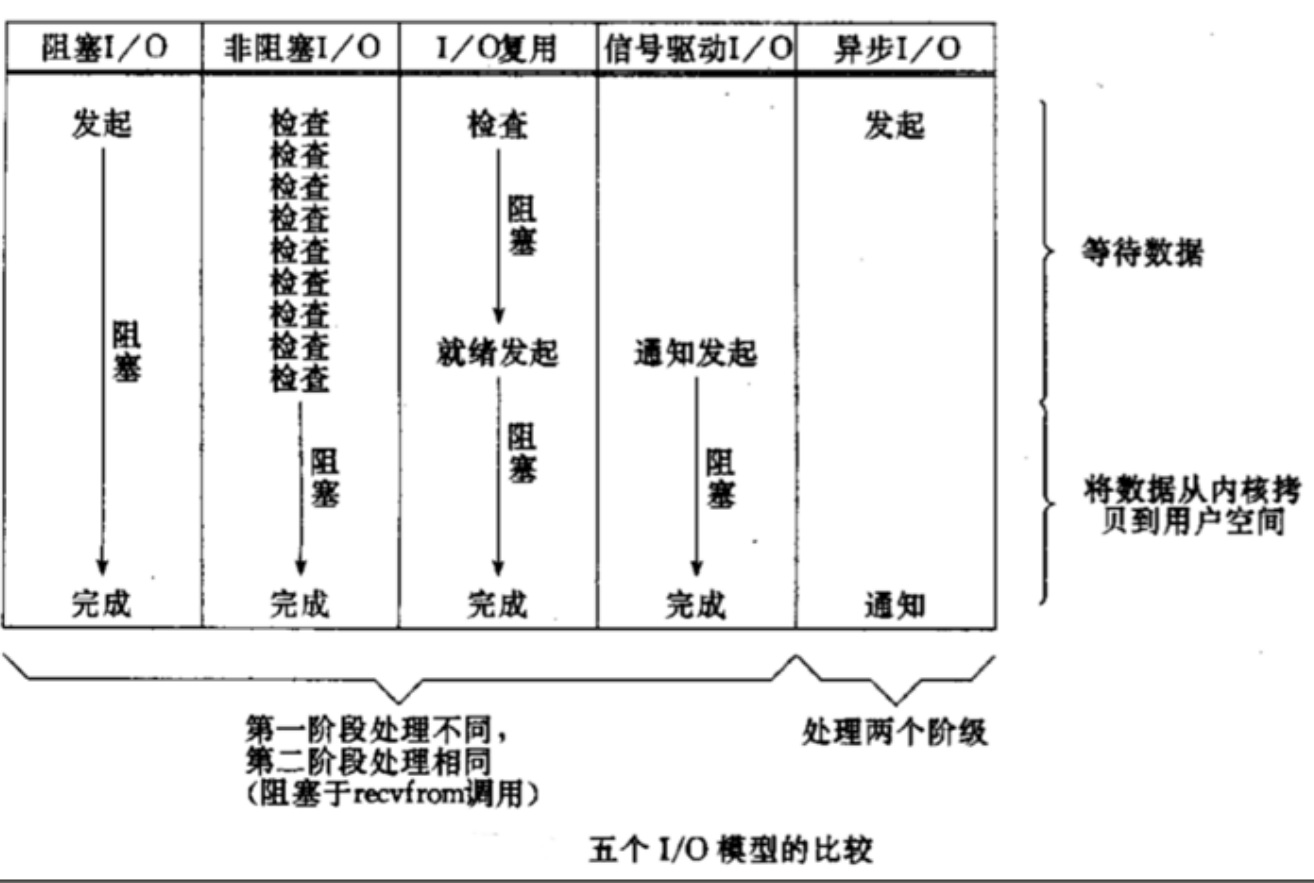 阻塞I/O 非阻塞I/O I/O复用 信号驱动I/O 异步I/O
发起 检查 检查 发起
检查
检查
检查
检查
检查
检查
检查
检查
阻塞
就绪发起 通知发起
阻塞
阻塞
阻塞
阻塞
完成 完成 完成 完成 通知
等待数据
将数据从内核拷
贝到用户空间
第一阶段处理不同，
第二阶段处理相同
（阻塞于recvfrom调用）
处理两个阶级
五个 I/O 模型的比较